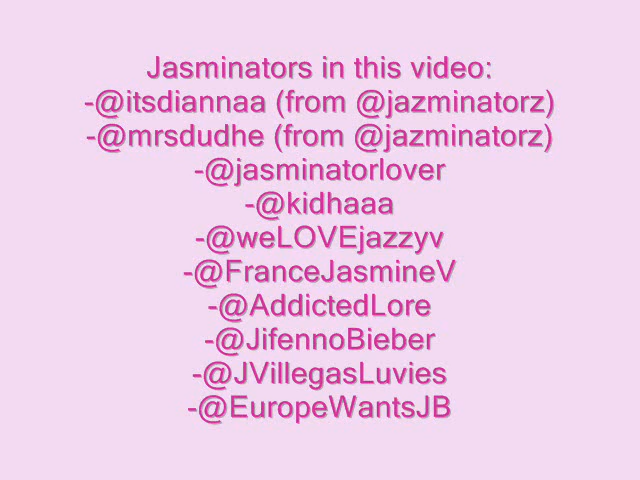 Jasminators in this video:
-@itsdiannaa (from @jazminatorz)
-@mrsdudhe (from @jazminatorz)
-@jasminatorlover
-@kidhaaa
-@weLOVEjazzyv
-@FranceJasmineV
-@AddictedLore
-@JifennoBieber
-@JVillegasLuvies
-@EuropeWantsJB